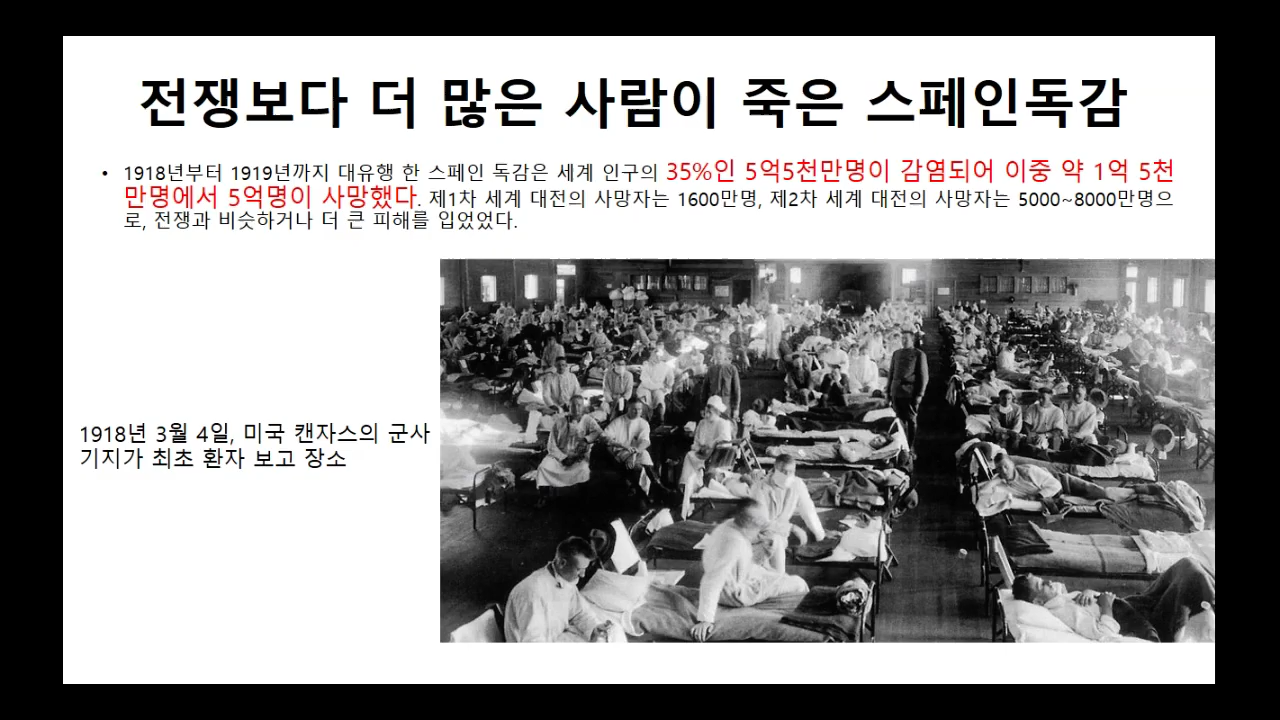 전쟁보다 더 많은 사람이 죽은 스페인독감
• 1918년부터 1919년까지 대유행 한 스페인 독감은 세계 인구의 35%인 5억5천만명이 감염되어 이중 약 1억 5천
만명에서 5억명이 사망했다. 제1차 세계 대전의 사망자는 1600만명, 제2차 세계 대전의 사망자는 5000~8000만명으
로, 전쟁과 비슷하거나 더 큰 피해를 입었었다.
1918년 3월 4일, 미국 캔자스의 군사
기지가 최초 환자 보고 장소